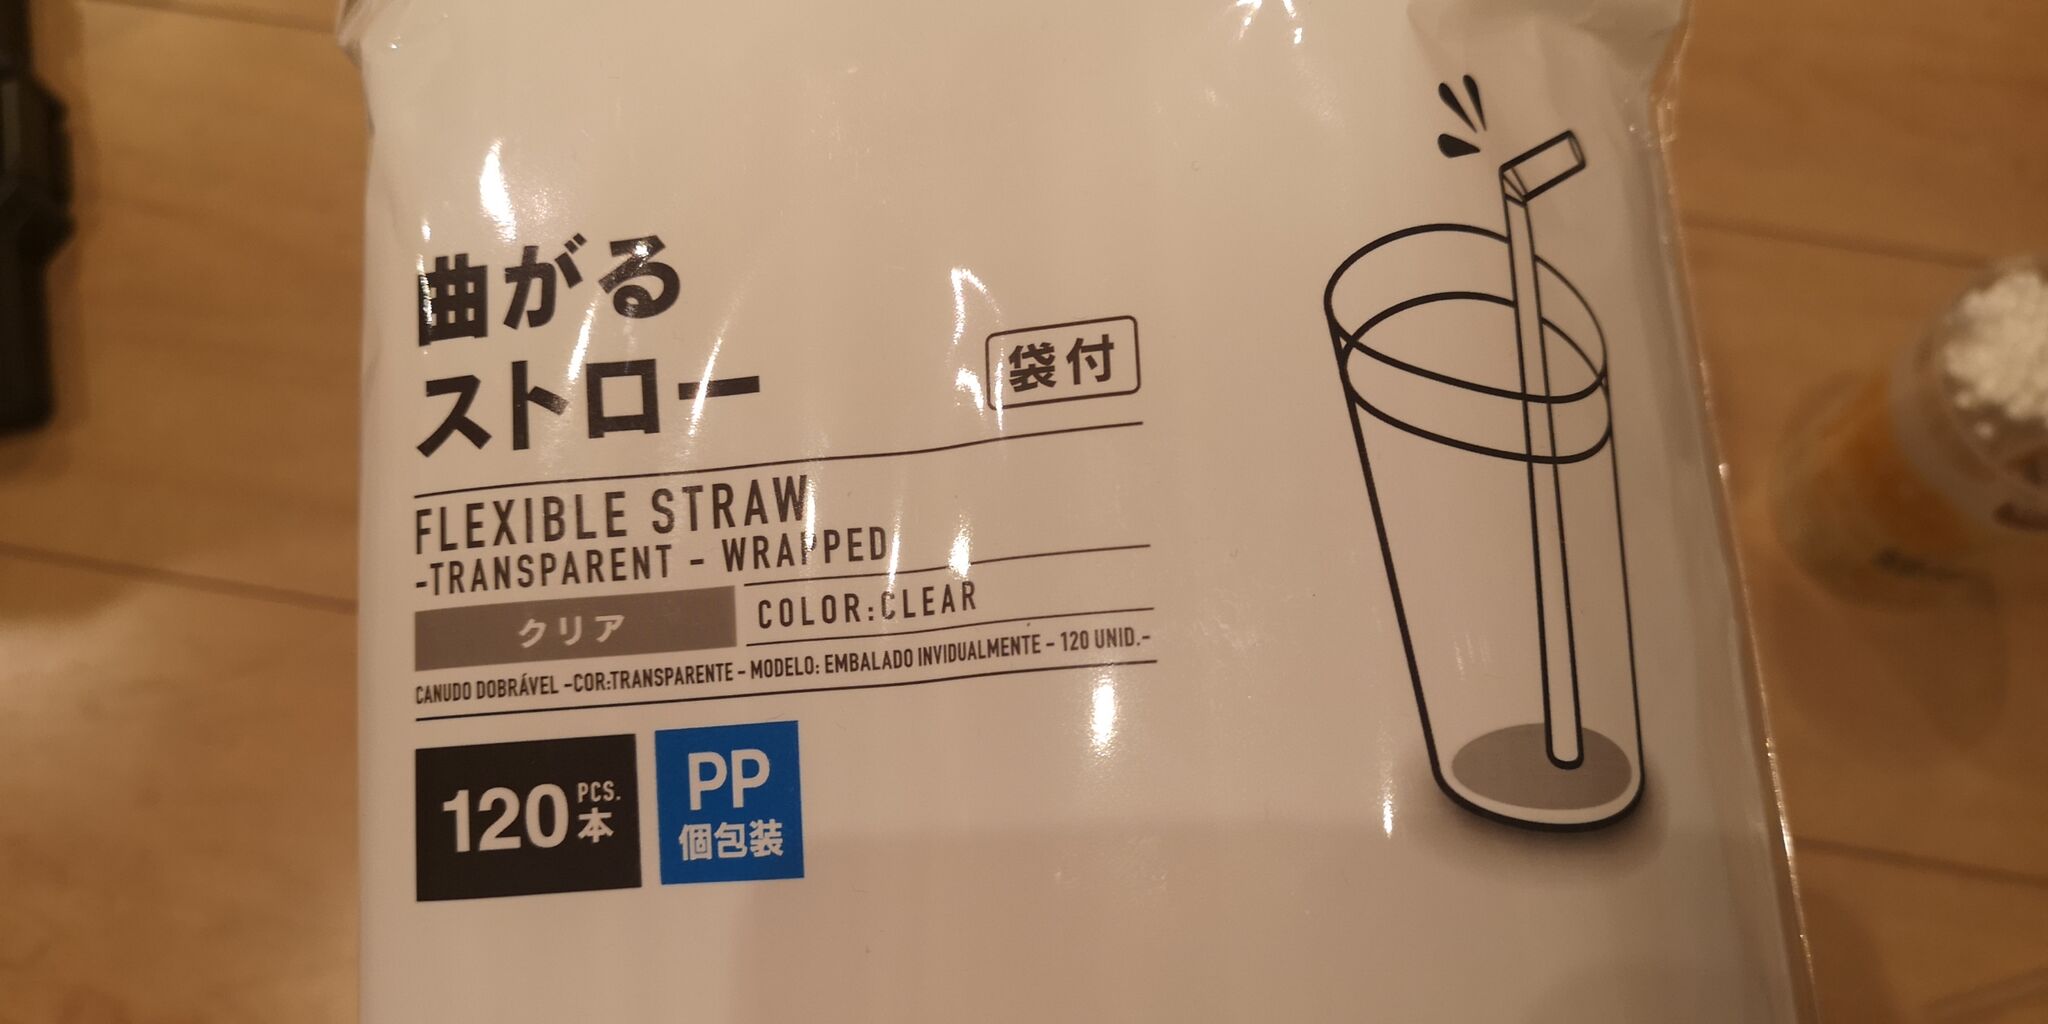 曲がる
ストロー
袋付
FLEXIBLE STRAW
-TRANSPARENT - WRAPPED
クリア
COLOR:CLEAR
CANUDO DOBRÁVEL -COR:TRANSPARENTE - MODELO: EMBALADO INVIDUALMENTE - 120 UNID.-
120 PCS.
本
PP
個包装